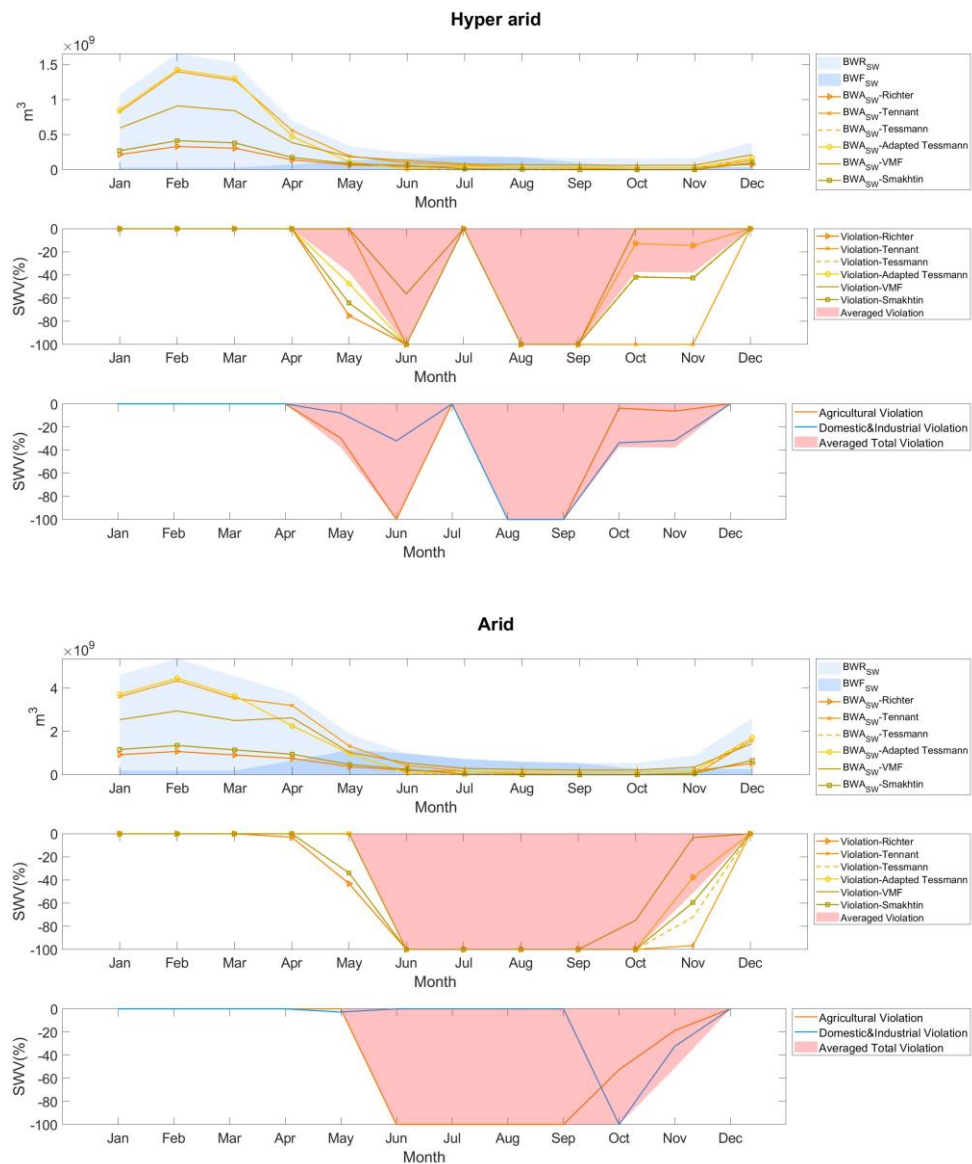 Hyper arid
×10⁹
1.5
1
0.5
0
m³
Jan Feb Mar Apr May Jun Jul Aug Sep Oct Nov Dec
Month
BWR_SW
BWF_SW
BWA_SW-Richter
BWA_SW-Tennant
BWA_SW-Tessmann
BWA_SW-Adapted Tessmann
BWA_SW-VMF
BWA_SW-Smakhtin
0
-20
-40
-60
-80
-100
SWV(%)
Jan Feb Mar Apr May Jun Jul Aug Sep Oct Nov Dec
Month
Violation-Richter
Violation-Tennant
Violation-Tessmann
Violation-Adapted Tessmann
Violation-VMF
Violation-Smakhtin
Averaged Violation
0
-20
-40
-60
-80
-100
SWV(%)
Jan Feb Mar Apr May Jun Jul Aug Sep Oct Nov Dec
Month
Agricultural Violation
Domestic&Industrial Violation
Averaged Total Violation
Arid
×10⁹
4
2
0
m³
Jan Feb Mar Apr May Jun Jul Aug Sep Oct Nov Dec
Month
BWR_SW
BWF_SW
BWA_SW-Richter
BWA_SW-Tennant
BWA_SW-Tessmann
BWA_SW-Adapted Tessmann
BWA_SW-VMF
BWA_SW-Smakhtin
0
-20
-40
-60
-80
-100
SWV(%)
Jan Feb Mar Apr May Jun Jul Aug Sep Oct Nov Dec
Month
Violation-Richter
Violation-Tennant
Violation-Tessmann
Violation-Adapted Tessmann
Violation-VMF
Violation-Smakhtin
Averaged Violation
0
-20
-40
-60
-80
-100
SWV(%)
Jan Feb Mar Apr May Jun Jul Aug Sep Oct Nov Dec
Month
Agricultural Violation
Domestic&Industrial Violation
Averaged Total Violation